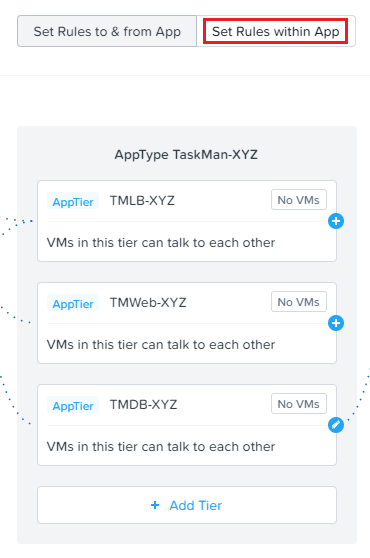 Set Rules to & from App
Set Rules within App
AppType TaskMan-XYZ
AppTier TMLB-XYZ No VMs
VMs in this tier can talk to each other
AppTier TMWeb-XYZ No VMs
VMs in this tier can talk to each other
AppTier TMDB-XYZ No VMs
VMs in this tier can talk to each other
+ Add Tier